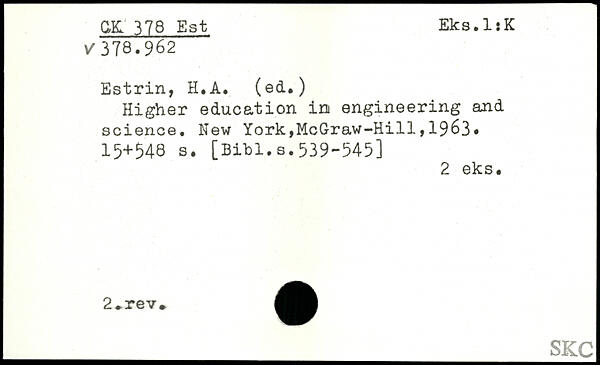 CK 378 Est Eks.1:K
v 378.962
Estrin, H.A. (ed.)
Higher education in engineering and
science. New York,McGraw-Hill,1963.
15+548 s. [Bibl.s.539-545]
2 eks.
2.rev.
SKC